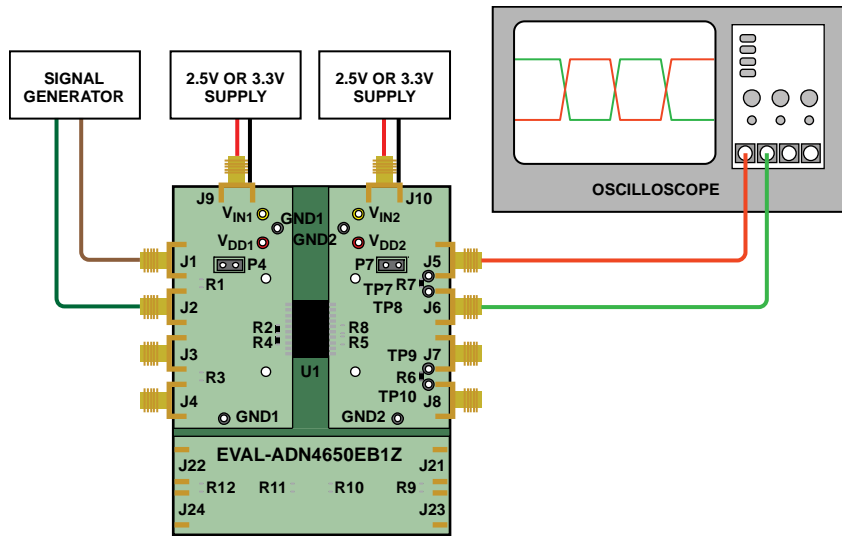 SIGNAL
GENERATOR
2.5V OR 3.3V
SUPPLY
2.5V OR 3.3V
SUPPLY
OSCILLOSCOPE
J9
J10
VIN1
GND1
VIN2
VDD1
GND2
VDD2
J1
P4
P7
J5
R1
TP7
R7
J2
TP8
J6
R2
R8
R4
R5
J3
TP9
J7
R3
U1
R6
J4
TP10
J8
GND1
GND2
EVAL-ADN4650EB1Z
J22
J21
R12
R11
R10
R9
J24
J23